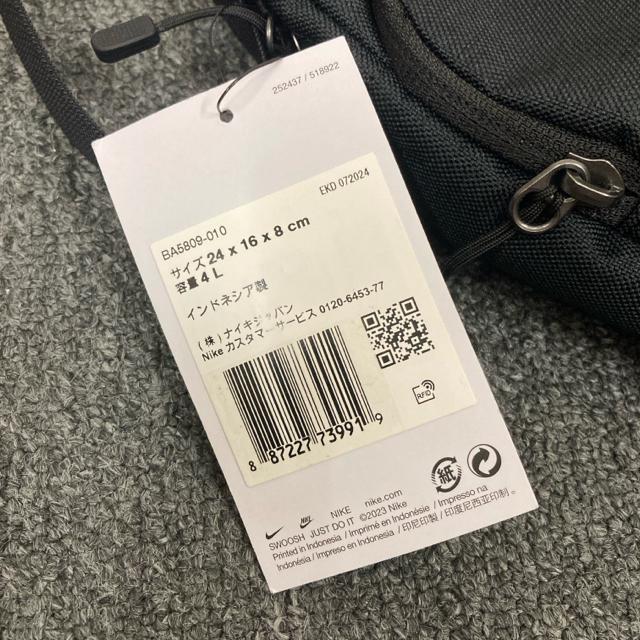 252437 / 518922
EKD 072024
BA5809-010
サイズ 24 x 16 x 8 cm
容量 4 L
インドネシア製
(株)ナイキジャパン
Nike カスタマーサービス 0120-6453-77
RFID
8 87227 73991 9
紙
NIKE nike.com
SWOOSH JUST DO IT ©2023 Nike
Printed in Indonesia / Imprimé en Indonésie / Impresso na
Indonésia / Impreso en Indonesia / 印尼印製 / 印度尼西亚印制.